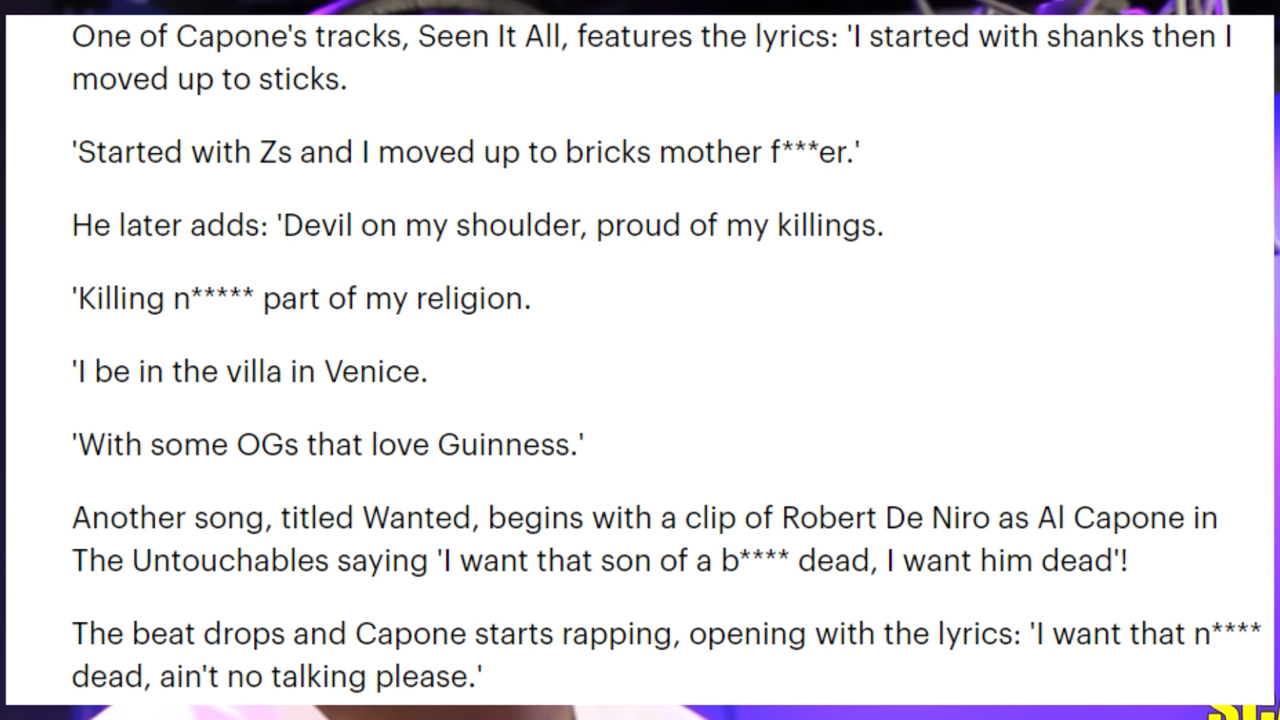 One of Capone's tracks, Seen It All, features the lyrics: 'I started with shanks then I
moved up to sticks.
'Started with Zs and I moved up to bricks mother f***er.'
He later adds: 'Devil on my shoulder, proud of my killings.
'Killing n***** part of my religion.
'I be in the villa in Venice.
'With some OGs that love Guinness.'
Another song, titled Wanted, begins with a clip of Robert De Niro as Al Capone in
The Untouchables saying 'I want that son of a b**** dead, I want him dead'!
The beat drops and Capone starts rapping, opening with the lyrics: 'I want that n****
dead, ain't no talking please.'